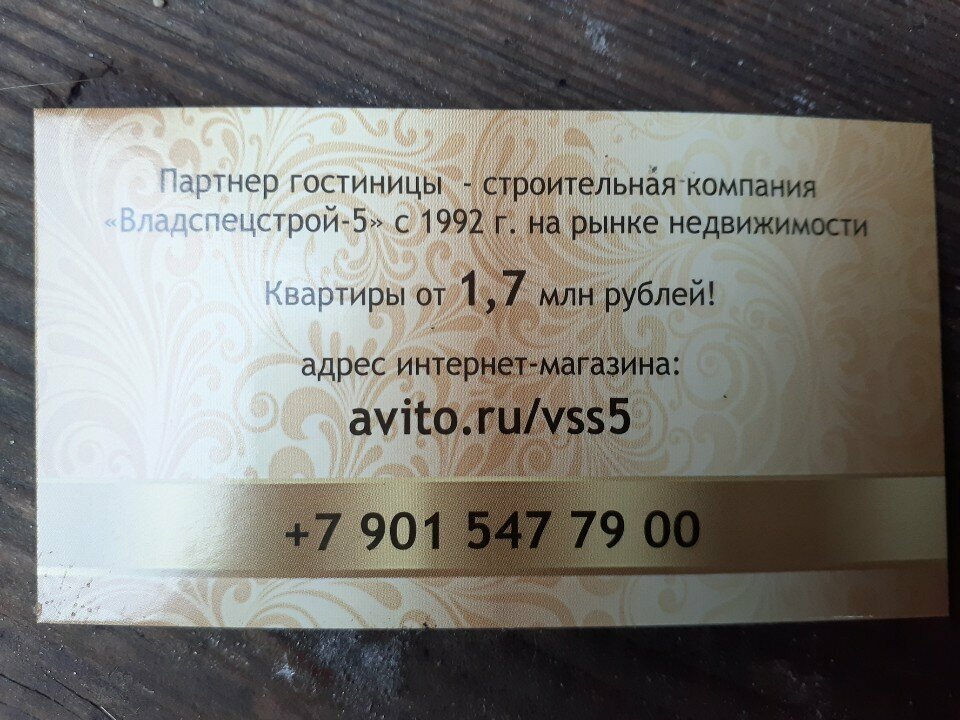 Партнер гостиницы - строительная компания
«Владспецстрой-5» с 1992 г. на рынке недвижимости
Квартиры от 1,7 млн рублей!
адрес интернет-магазина:
avito.ru/vss5
+7 901 547 79 00